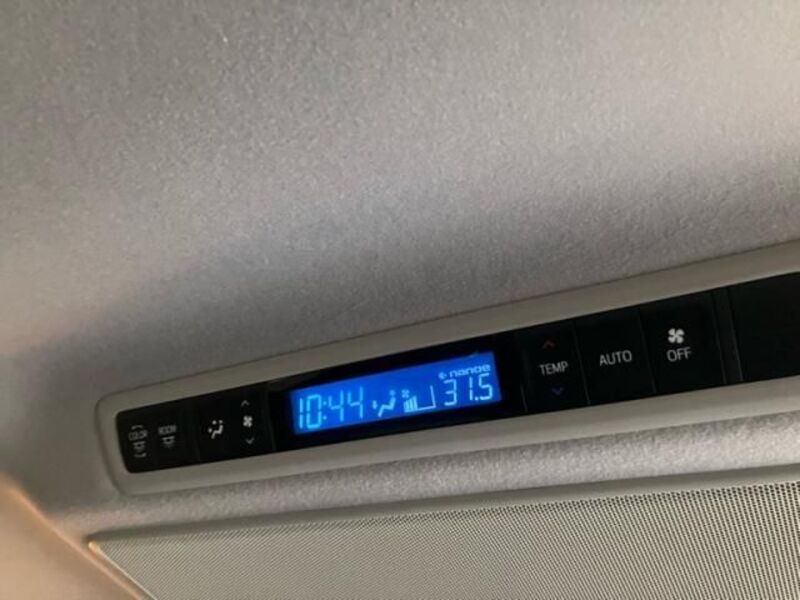 COLOR
ROOM
10:44
nanoe
31.5
TEMP
AUTO
OFF